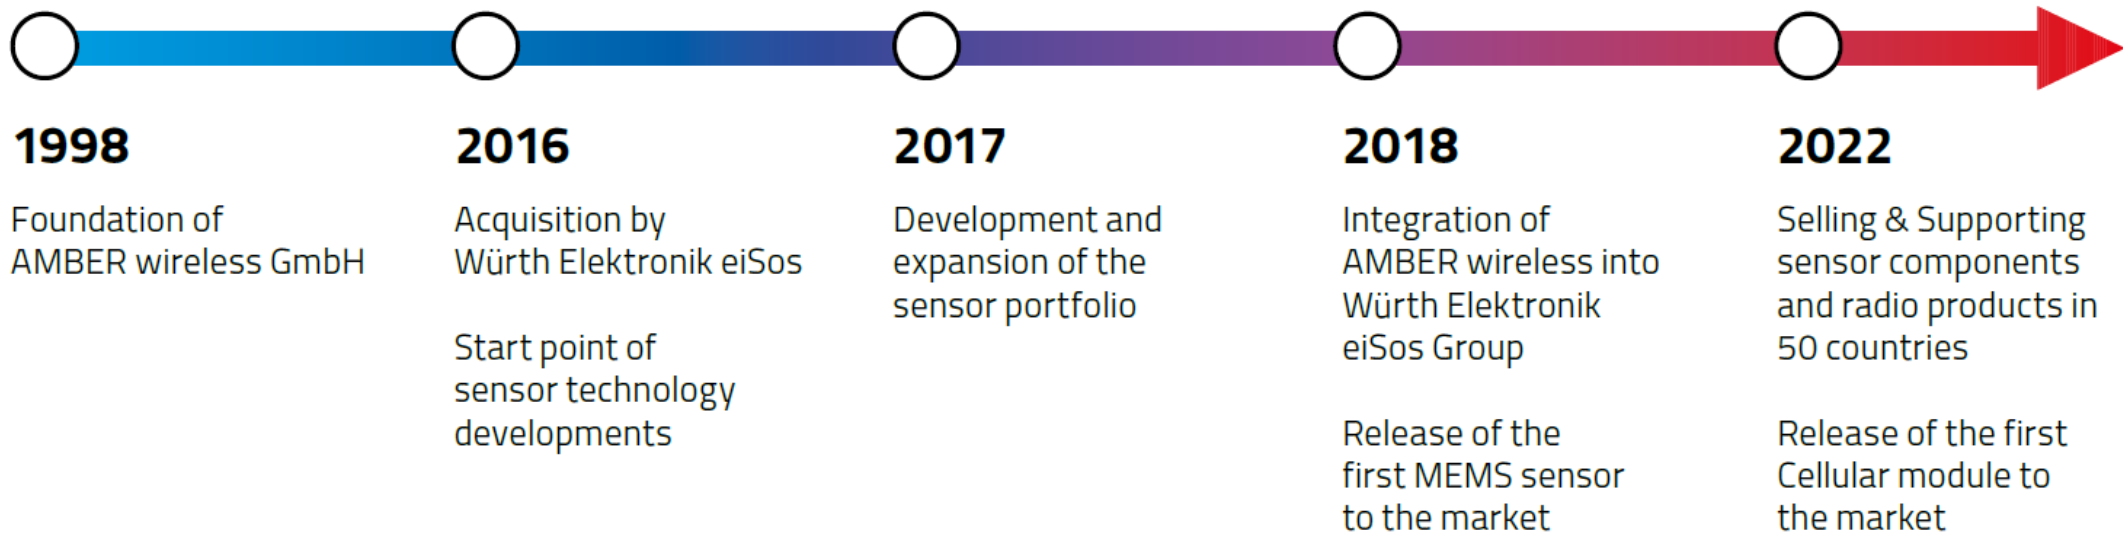 1998
Foundation of
AMBER wireless GmbH
2016
Acquisition by
Würth Elektronik eiSos
Start point of
sensor technology
developments
2017
Development and
expansion of the
sensor portfolio
2018
Integration of
AMBER wireless into
Würth Elektronik
eiSos Group
Release of the
first MEMS sensor
to the market
2022
Selling & Supporting
sensor components
and radio products in
50 countries
Release of the first
Cellular module to
the market